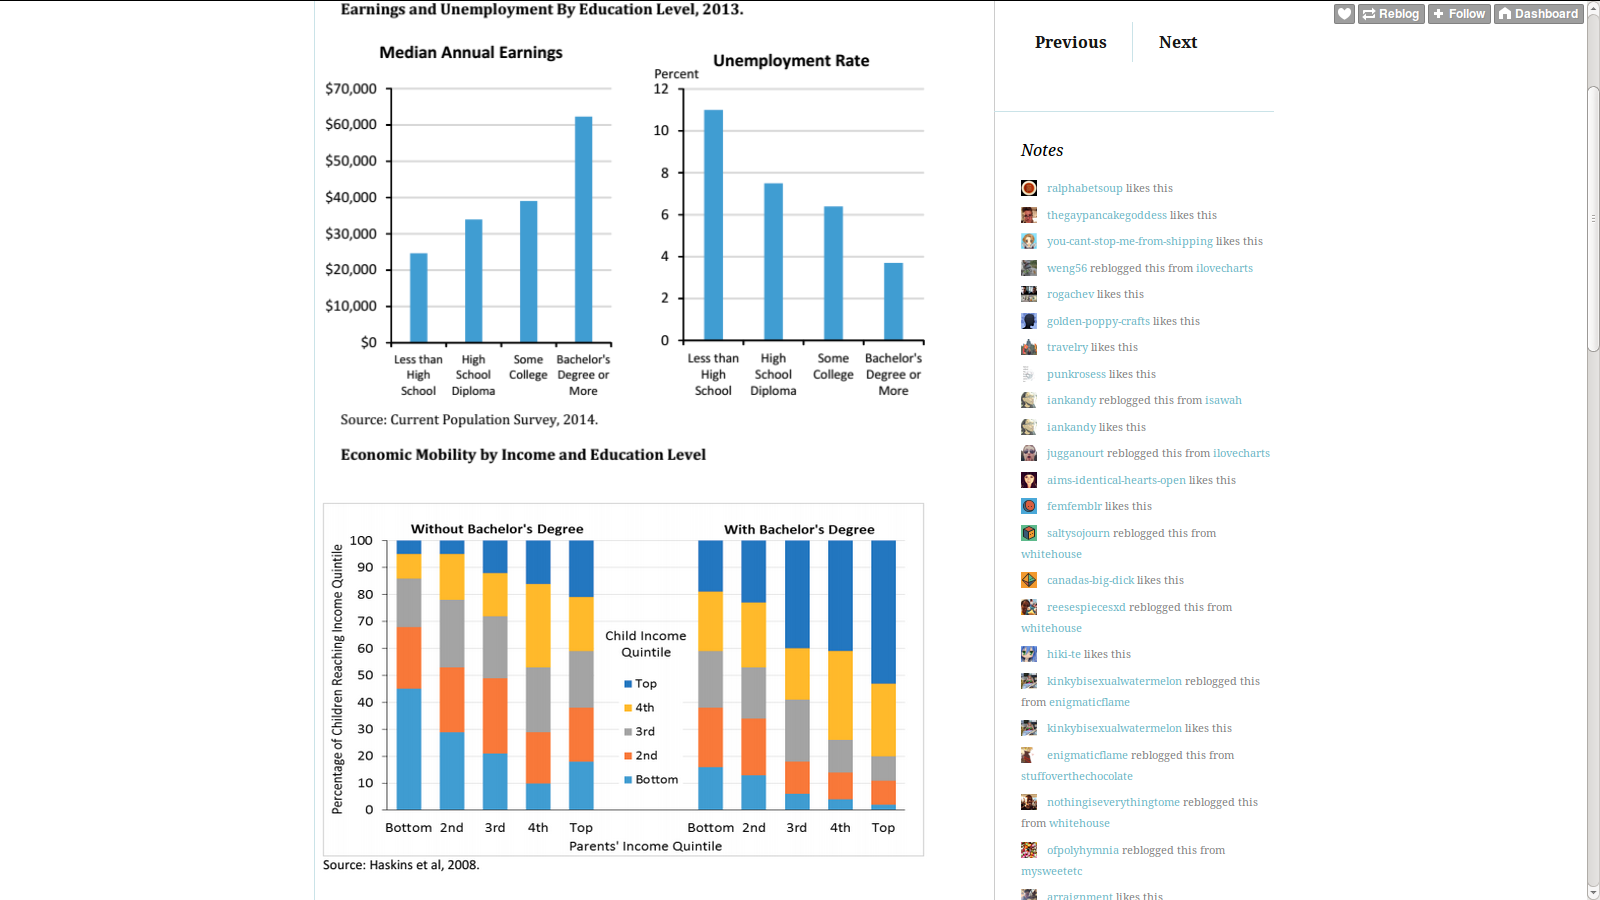 Earnings and Unemployment By Education Level, 2013.
Median Annual Earnings
$70,000
$60,000
$50,000
$40,000
$30,000
$20,000
$10,000
$0
Less than High School
High School Diploma
Some College
Bachelor's Degree or More
Unemployment Rate
Percent
12
10
8
6
4
2
0
Less than High School
High School Diploma
Some College
Bachelor's Degree or More
Source: Current Population Survey, 2014.
Economic Mobility by Income and Education Level
Without Bachelor's Degree
With Bachelor's Degree
Percentage of Children Reaching Income Quintile
100
90
80
70
60
50
40
30
20
10
0
Child Income
Quintile
Top
4th
3rd
2nd
Bottom
Bottom 2nd 3rd 4th Top
Bottom 2nd 3rd 4th Top
Parents' Income Quintile
Source: Haskins et al, 2008.
Reblog
Follow
Dashboard
Previous
Next
Notes
ralphabetsoup likes this
thegaypancakegoddess likes this
you-cant-stop-me-from-shipping likes this
weng56 reblogged this from ilovecharts
rogachev likes this
golden-poppy-crafts likes this
travelry likes this
punkrosess likes this
iankandy reblogged this from isawah
iankandy likes this
jugganourt reblogged this from ilovecharts
aims-identical-hearts-open likes this
femfemblr likes this
saltysojourn reblogged this from
whitehouse
canadas-big-dick likes this
reesespiecesxd reblogged this from
whitehouse
hiki-te likes this
kinkybisexualwatermelon reblogged this
from enigmaticflame
kinkybisexualwatermelon likes this
enigmaticflame reblogged this from
stuffoverthechocolate
nothingiseverythingtome reblogged this
from whitehouse
ofpolyhymnia reblogged this from
mysweetetc
arraignment likes this